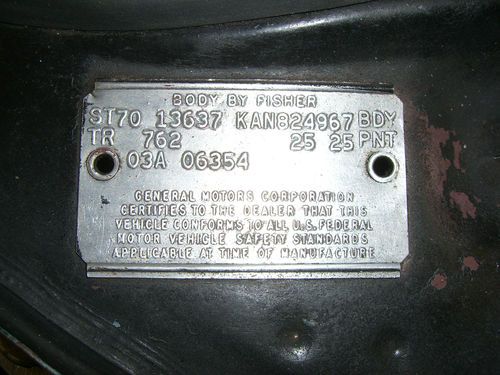 BODY BY FISHER
ST70 13637 KAN824967 BDY
TR 762 25 25 PNT
03A 06354
GENERAL MOTORS CORPORATION
CERTIFIES TO THE DEALER THAT THIS
VEHICLE CONFORMS TO ALL U.S. FEDERAL
MOTOR VEHICLE SAFETY STANDARDS
APPLICABLE AT TIME OF MANUFACTURE